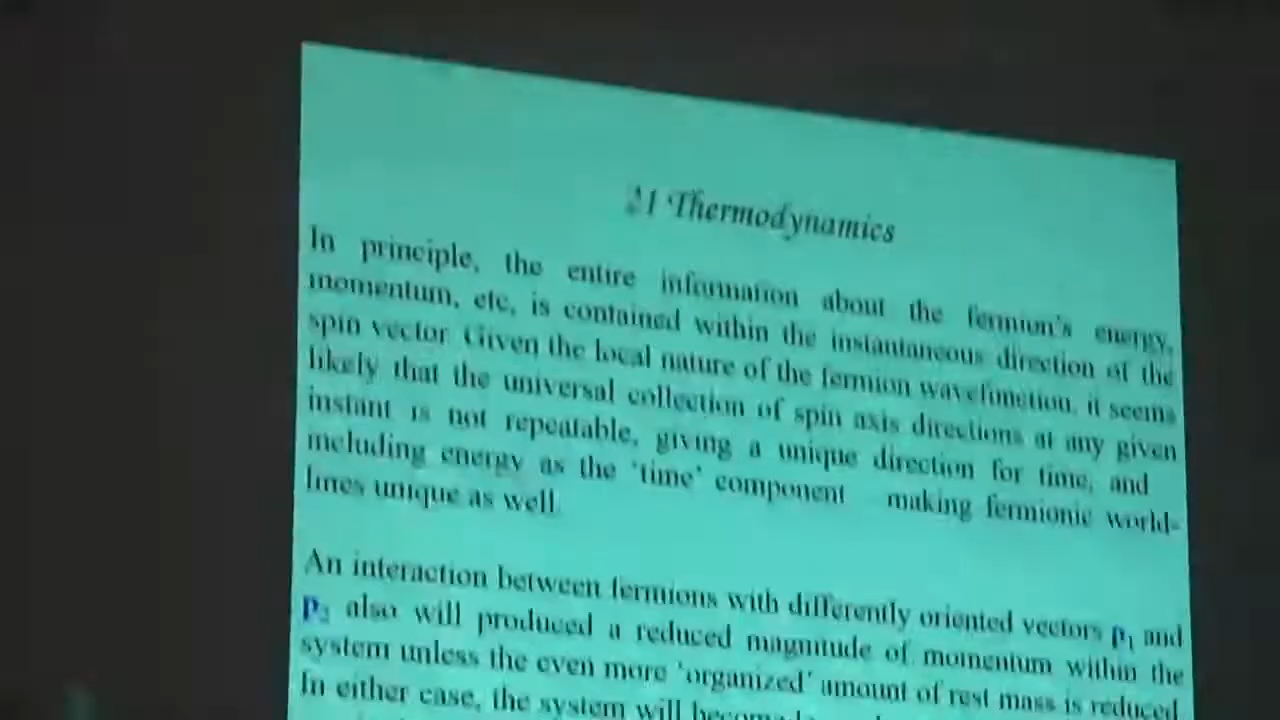 21 Thermodynamics
In principle, the entire information about the fermion's energy,
momentum, etc, is contained within the instantaneous direction of the
spin vector. Given the local nature of the fermion wavefunction, it seems
likely that the universal collection of spin axis directions at any given
instant is not repeatable, giving a unique direction for time, and
including energy as the 'time' component making fermionic world-
lines unique as well.
An interaction between fermions with differently oriented vectors p₁ and
p₂ also will produced a reduced magnitude of momentum within the
system unless the even more 'organized' amount of rest mass is reduced.
In either case, the system will